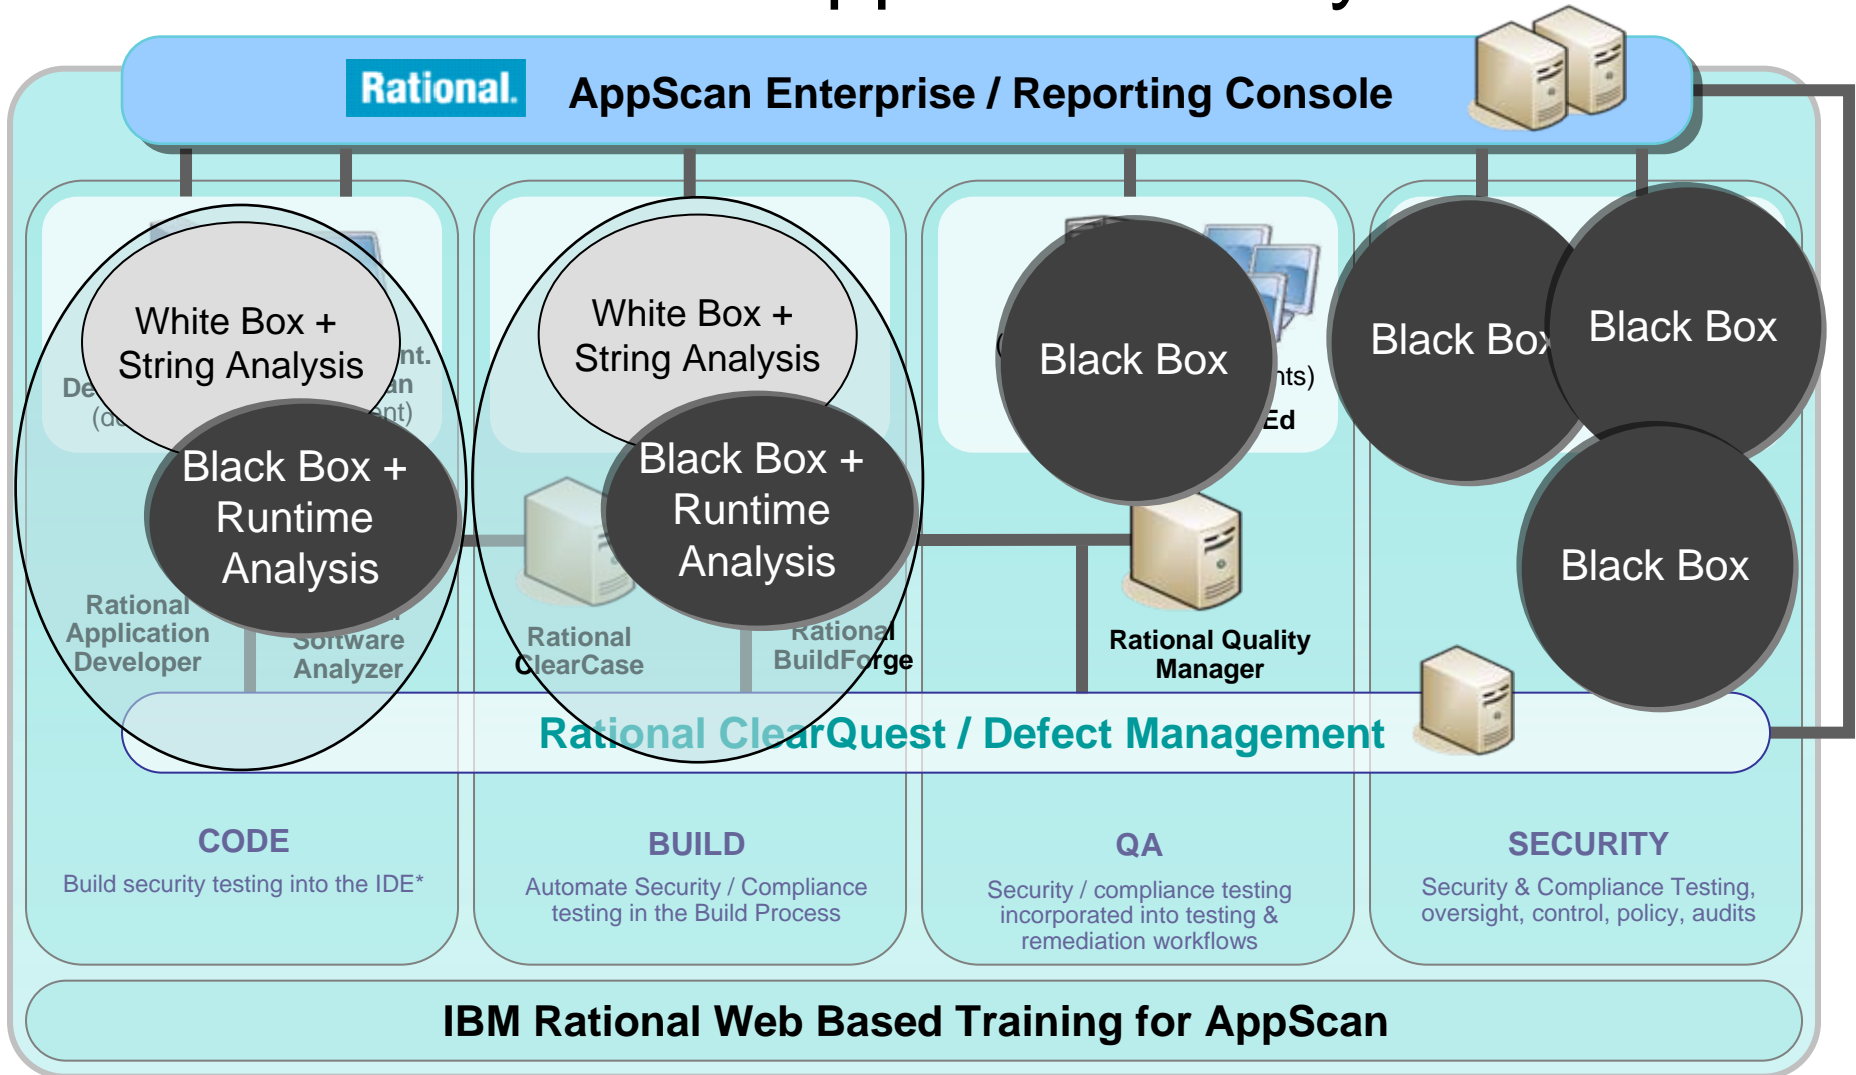 Rational.
AppScan Enterprise / Reporting Console
White Box +
String Analysis
Black Box +
Runtime
Analysis
Rational
Application
Developer
Software
Analyzer
White Box +
String Analysis
Black Box +
Runtime
Analysis
Rational
ClearCase
Rational
BuildForge
Black Box
Ed
Rational Quality
Manager
Black Box
Black Box
Black Box
Rational ClearQuest / Defect Management
CODE
Build security testing into the IDE*
BUILD
Automate Security / Compliance
testing in the Build Process
QA
Security / compliance testing
incorporated into testing &
remediation workflows
SECURITY
Security & Compliance Testing,
oversight, control, policy, audits
IBM Rational Web Based Training for AppScan